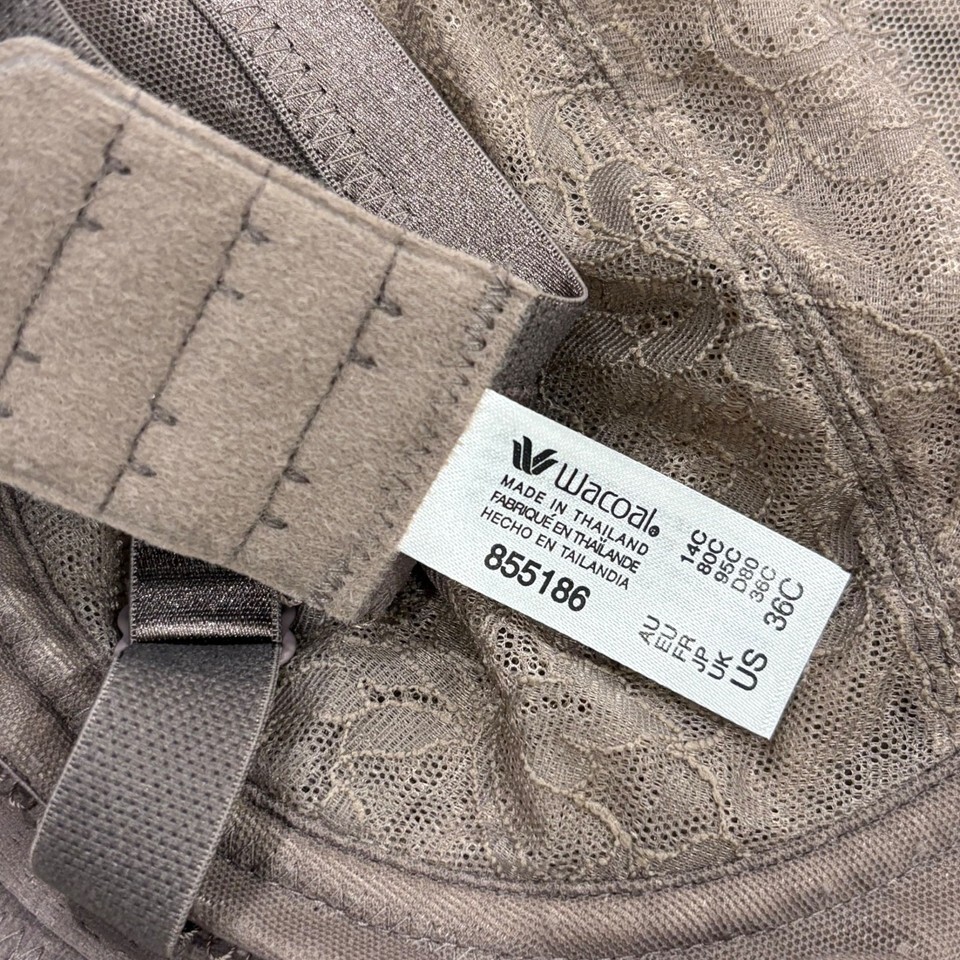 wacoal®
MADE IN THAILAND
FABRIQUÉ EN THAÏLANDE
HECHO EN TAILANDIA
855186
AU 14C
EU 80C
FR 95C
JP D80
UK 36C
US 36C